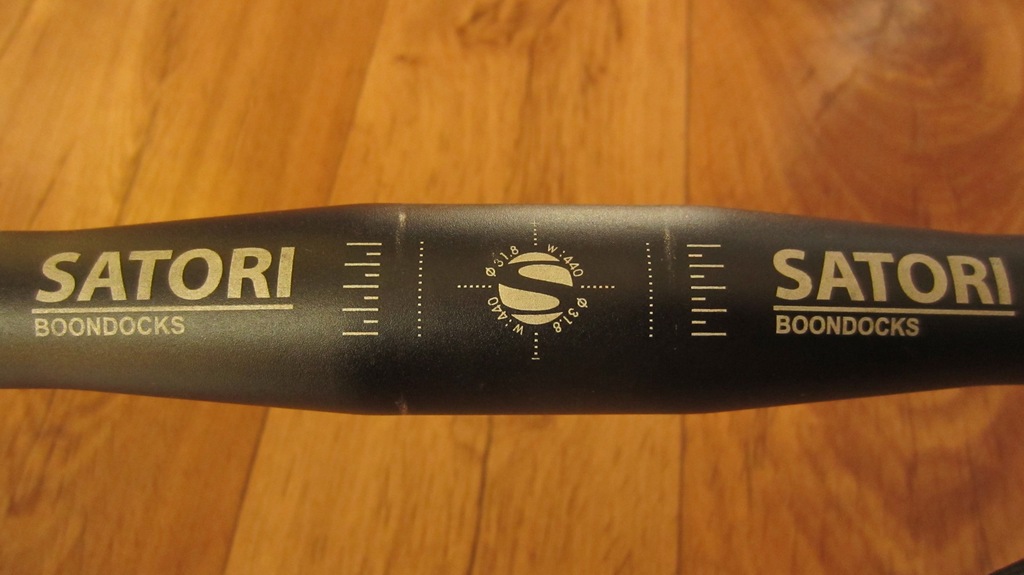 SATORI
BOONDOCKS
Ø31.8 W:440
S
W:440 Ø31.8
SATORI
BOONDOCKS